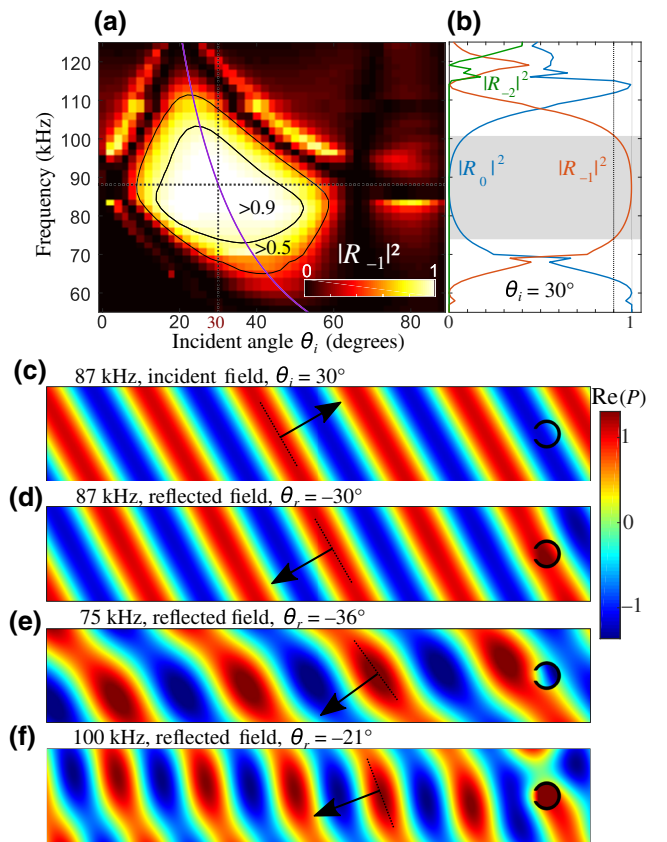 (a)
(b)
Frequency (kHz)
120
110
100
90
80
70
60
>0.9
>0.5
|R₋₁|²
0 1
0 20 30 40 60 80
Incident angle θᵢ (degrees)
|R₋₂|²
|R₀|²
|R₋₁|²
θᵢ = 30°
0 1
(c) 87 kHz, incident field, θᵢ = 30°
(d) 87 kHz, reflected field, θᵣ = –30°
(e) 75 kHz, reflected field, θᵣ = –36°
(f) 100 kHz, reflected field, θᵣ = –21°
Re(P)
1
0
−1